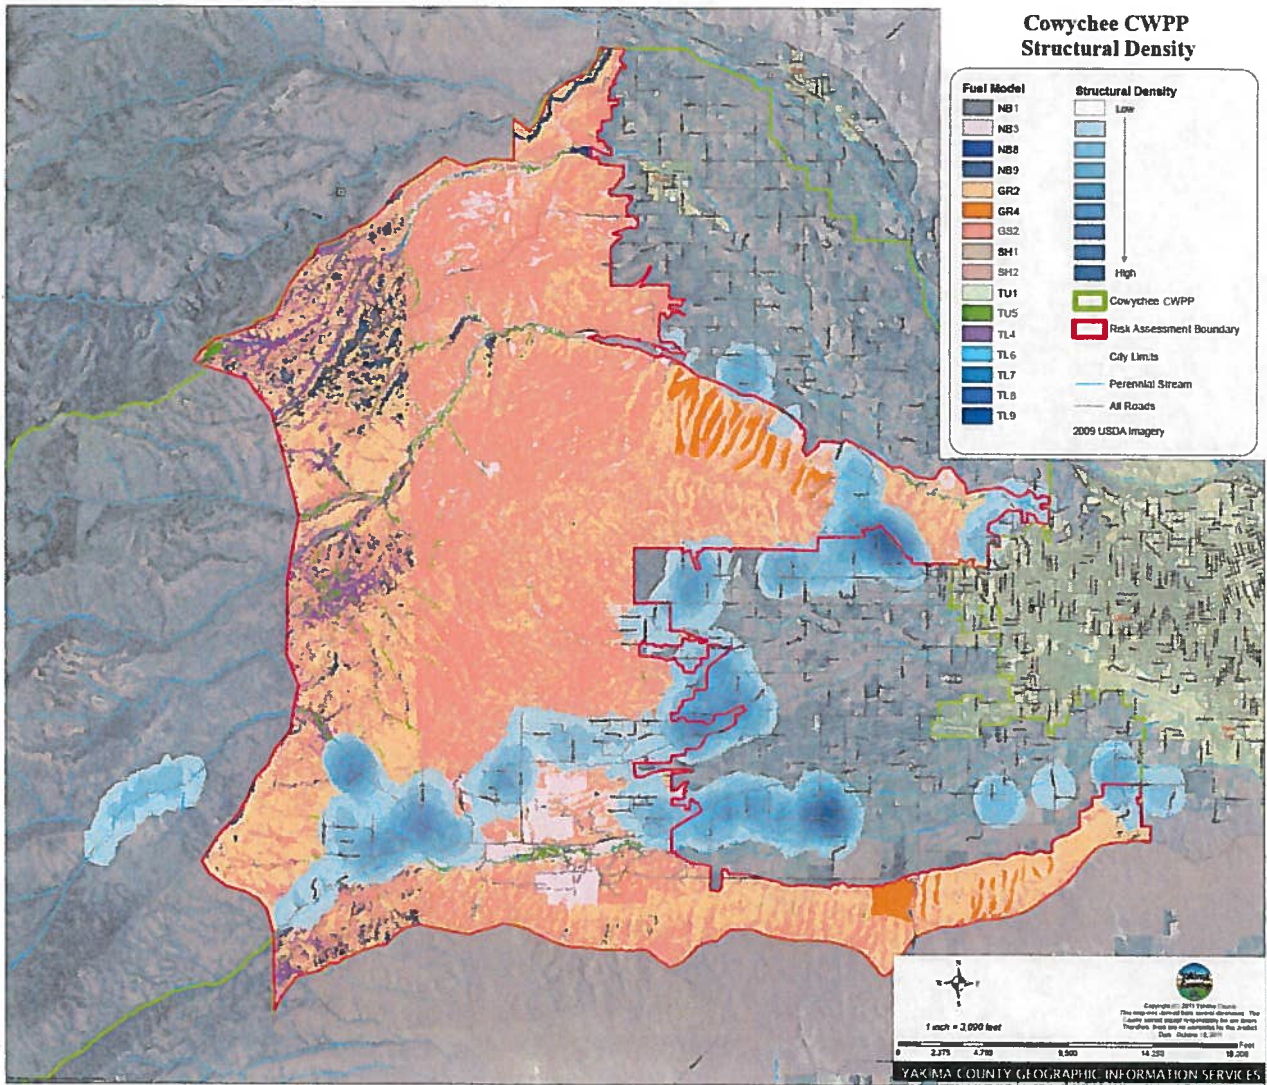 Cowychee CWPP
Structural Density
Fuel Model
NB1
NB3
NB8
NB9
GR2
GR4
GS2
SH1
SH2
TU1
TU5
TL4
TL6
TL7
TL8
TL9
Structural Density
Low
High
Cowychee CWPP
Risk Assessment Boundary
City Limits
Perennial Stream
All Roads
2009 USDA Imagery
N
S
1 inch = 3,090 feet
Feet
0 2,375 4,750 9,500 14,250
YAKIMA COUNTY GEOGRAPHIC INFORMATION SERVICES